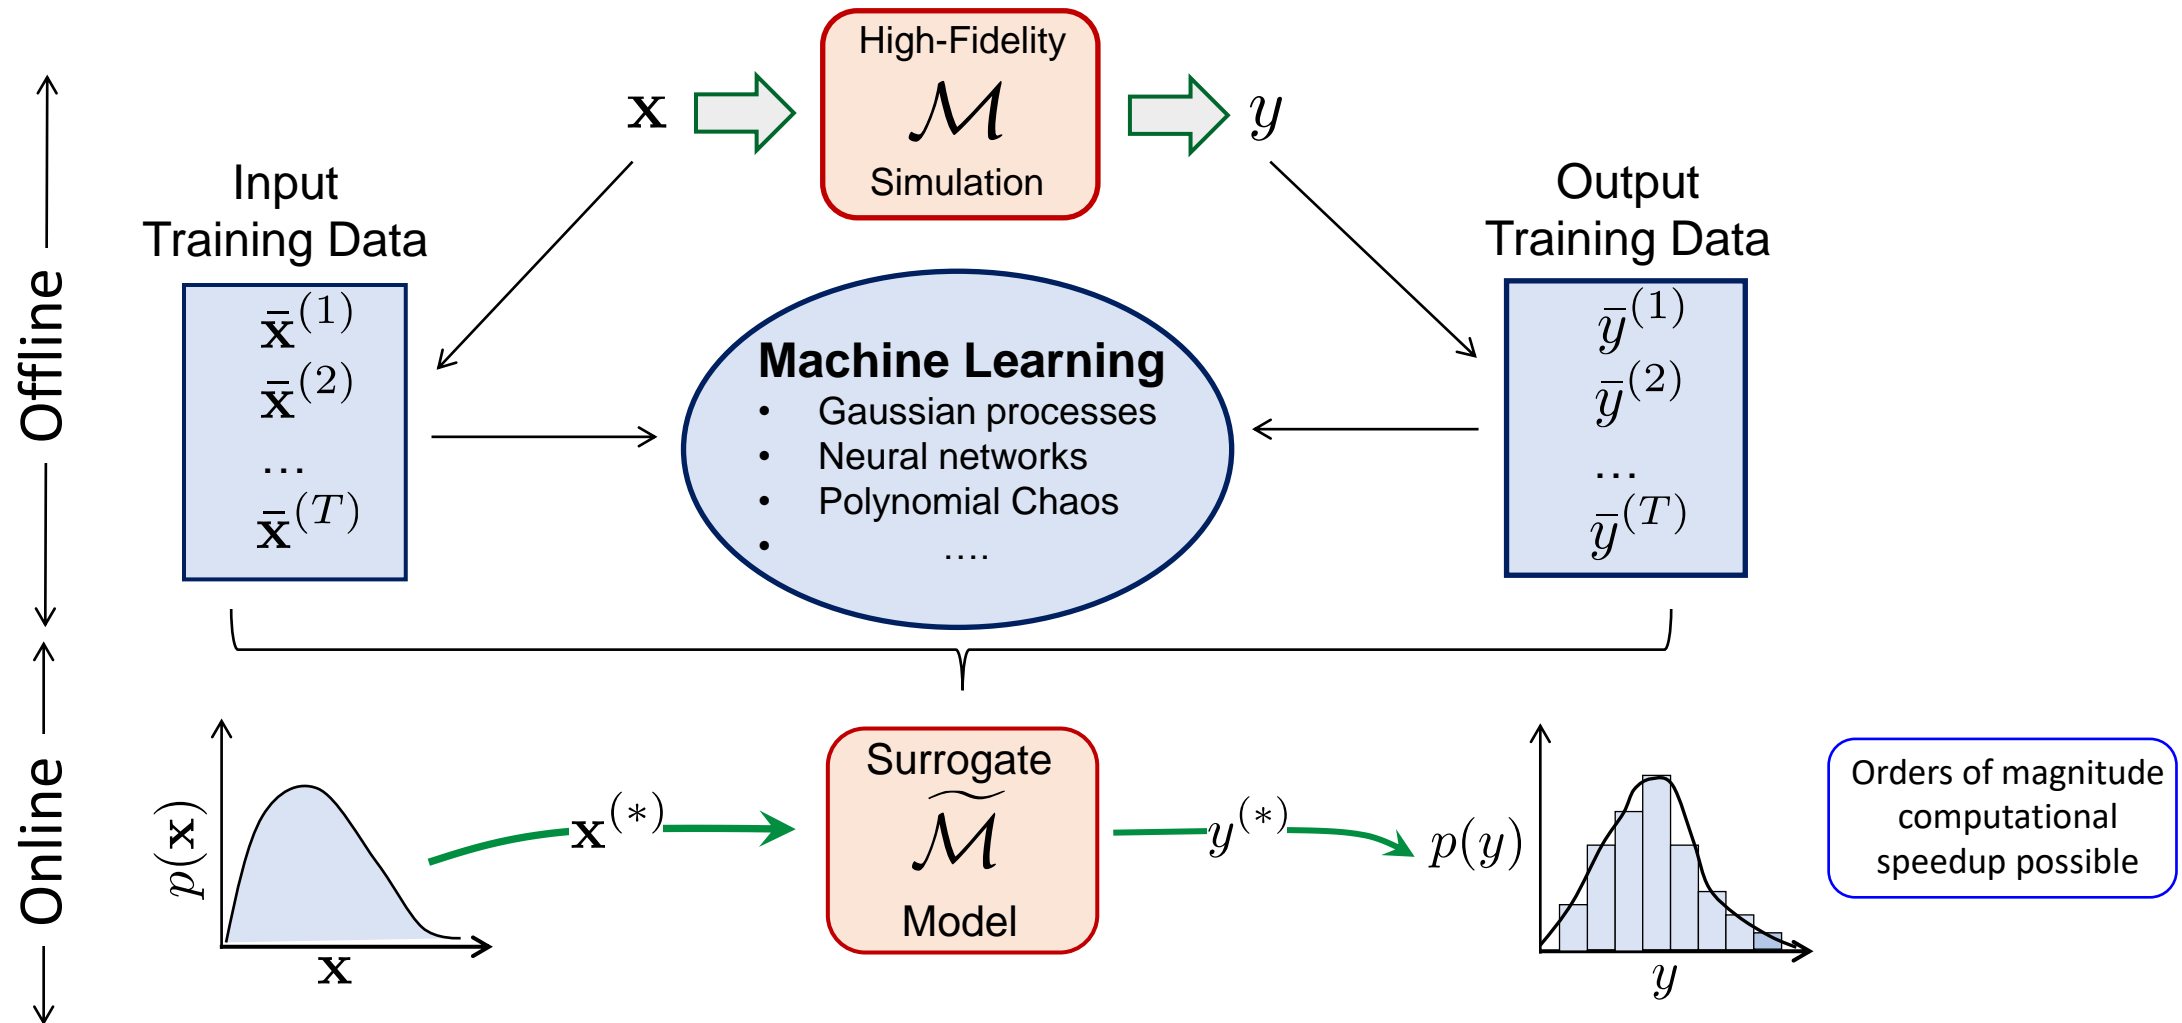 High-Fidelity
𝓜
Simulation
𝐱
y
Offline
Input
Training Data
x̄⁽¹⁾
x̄⁽²⁾
...
x̄⁽ᵀ⁾
Machine Learning
• Gaussian processes
• Neural networks
• Polynomial Chaos
• ....
Output
Training Data
ȳ⁽¹⁾
ȳ⁽²⁾
...
ȳ⁽ᵀ⁾
Online
p(𝐱)
𝐱
𝐱⁽*⁾
Surrogate
𝓜̃
Model
y⁽*⁾
p(y)
y
Orders of magnitude
computational
speedup possible